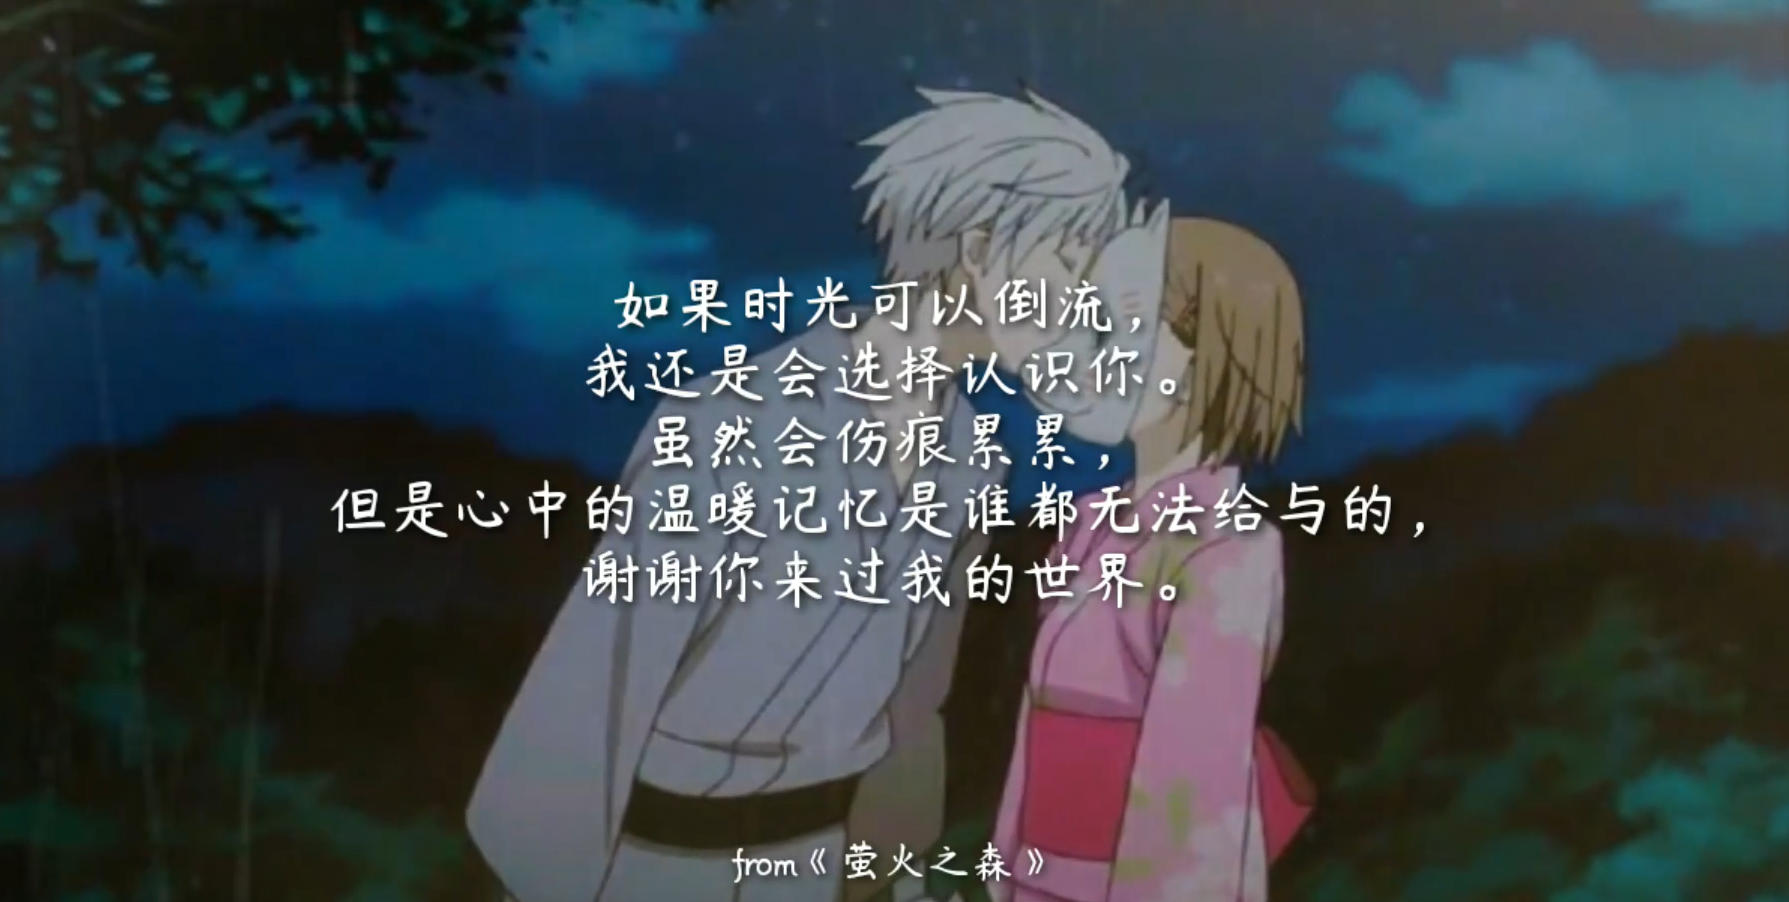 如果时光可以倒流，
我还是会选择认识你。
虽然会伤痕累累，
但是心中的温暖记忆是谁都无法给与的，
谢谢你来过我的世界。
from《萤火之森》